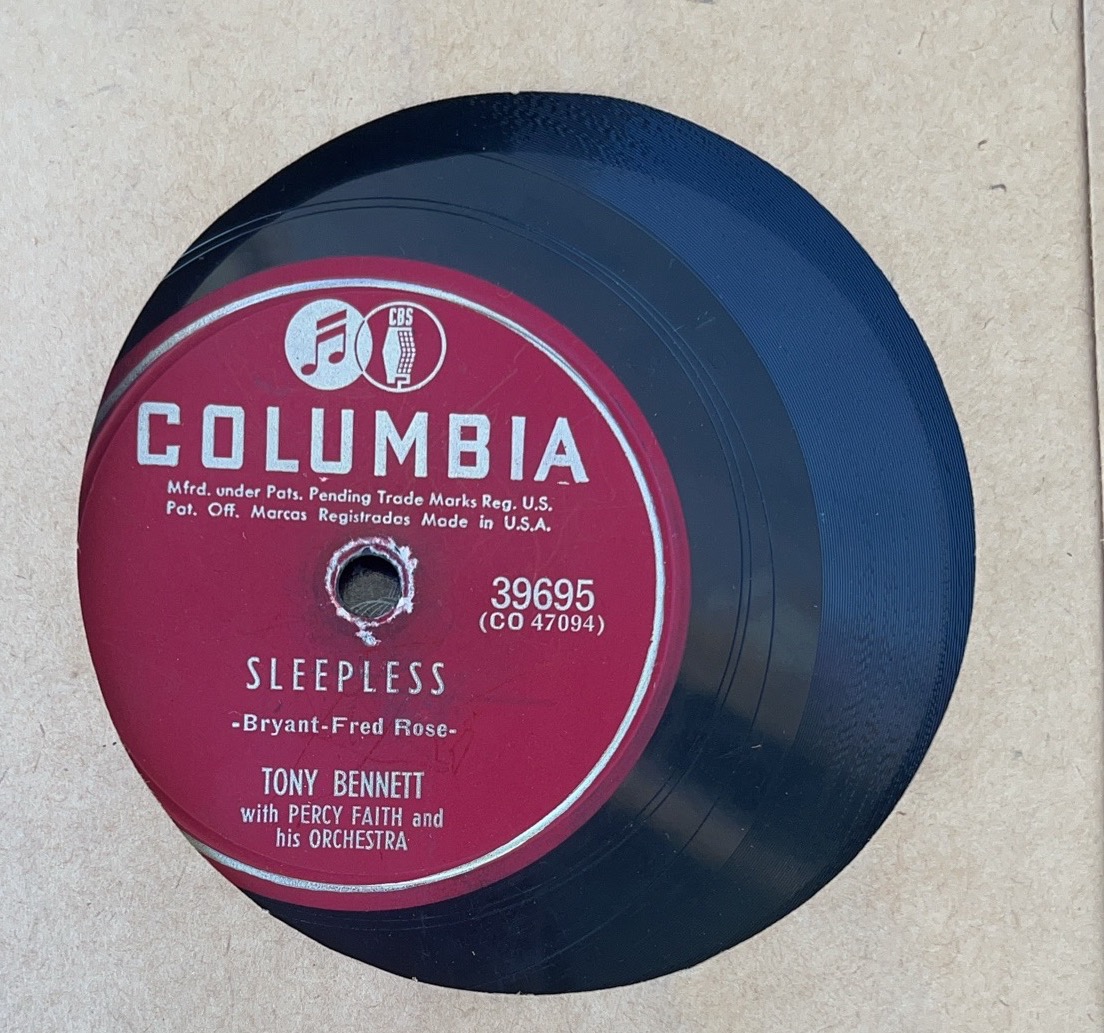 CBS
COLUMBIA
Mfrd. under Pats. Pending Trade Marks Reg. U.S.
Pat. Off. Marcas Registradas Made in U.S.A.
39695
(CO 47094)
SLEEPLESS
-Bryant-Fred Rose-
TONY BENNETT
with PERCY FAITH and
his ORCHESTRA